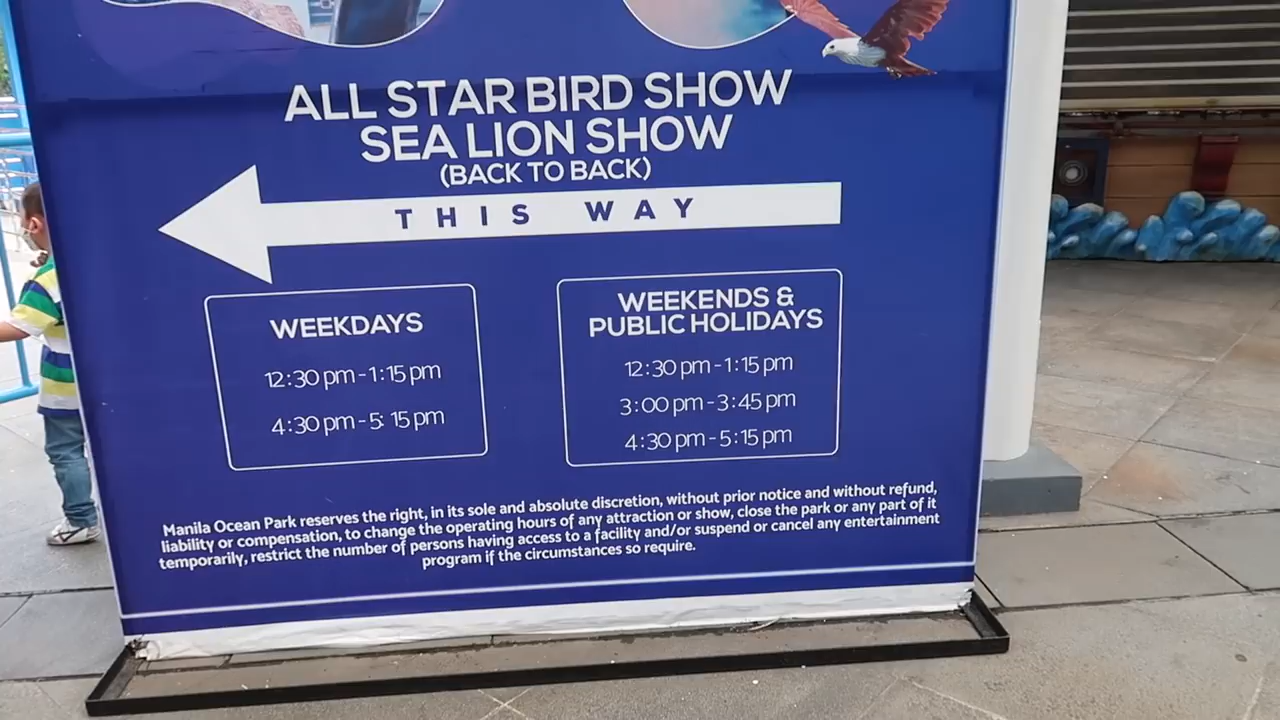 ALL STAR BIRD SHOW
SEA LION SHOW
(BACK TO BACK)
THIS WAY
WEEKDAYS
12:30 pm - 1:15 pm
4:30 pm - 5: 15 pm
WEEKENDS &
PUBLIC HOLIDAYS
12:30 pm - 1:15 pm
3:00 pm - 3:45 pm
4:30 pm - 5:15 pm
Manila Ocean Park reserves the right, in its sole and absolute discretion, without prior notice and without refund,
liability or compensation, to change the operating hours of any attraction or show, close the park or any part of it
temporarily, restrict the number of persons having access to a facility and/or suspend or cancel any entertainment
program if the circumstances so require.